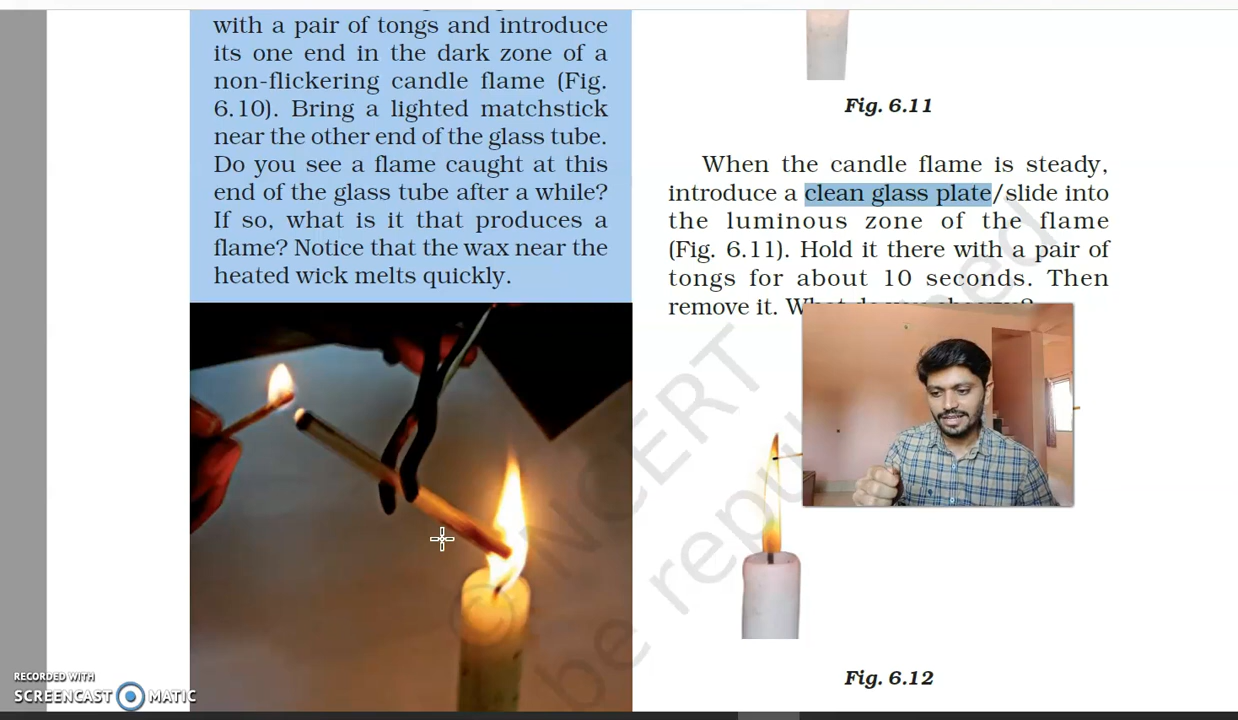 with a pair of tongs and introduce
its one end in the dark zone of a
non-flickering candle flame (Fig.
6.10). Bring a lighted matchstick
near the other end of the glass tube.
Do you see a flame caught at this
end of the glass tube after a while?
If so, what is it that produces a
flame? Notice that the wax near the
heated wick melts quickly.
Fig. 6.11
When the candle flame is steady,
introduce a clean glass plate/slide into
the luminous zone of the flame
(Fig. 6.11). Hold it there with a pair of
tongs for about 10 seconds. Then
remove it.
Fig. 6.12
© NCERT
be repu
RECORDED WITH
SCREENCAST MATIC